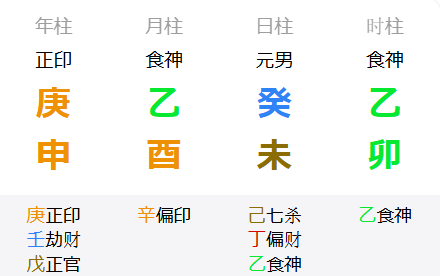 年柱 月柱 日柱 时柱
正印 食神 元男 食神
庚 乙 癸 乙
申 酉 未 卯
庚正印 辛偏印 己七杀 乙食神
壬劫财 丁偏财
戊正官 乙食神